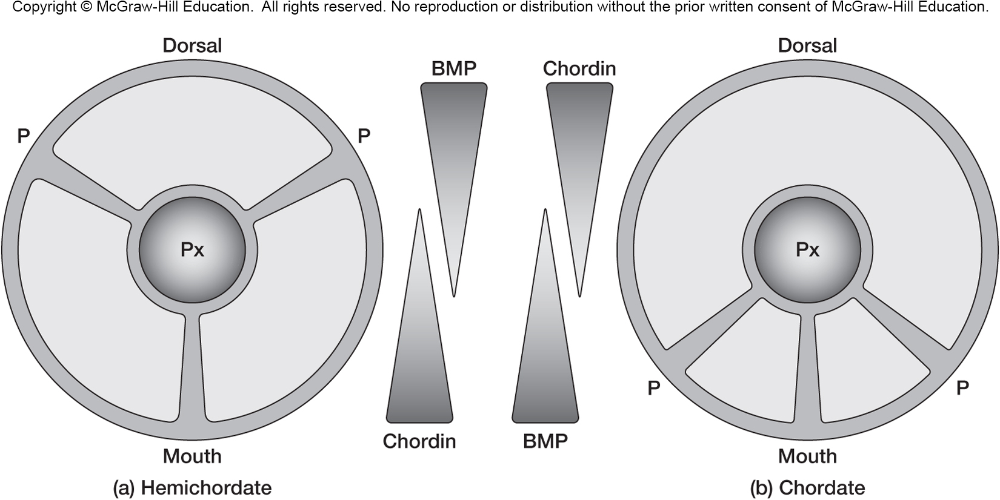 Copyright © McGraw-Hill Education.  All rights reserved. No reproduction or distribution without the prior written consent of McGraw-Hill Education.
Dorsal
P
P
Px
Mouth
(a) Hemichordate
BMP
Chordin
Chordin
BMP
Dorsal
Px
P
P
Mouth
(b) Chordate